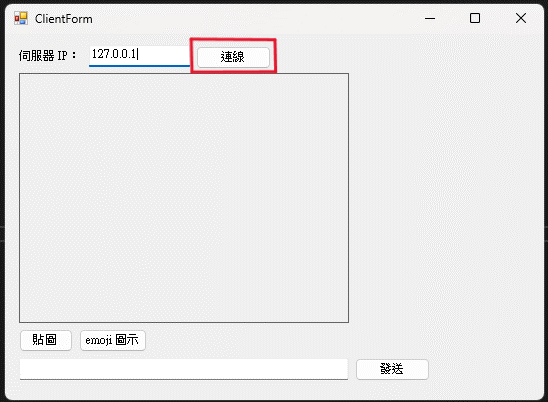 ClientForm
伺服器 IP： 127.0.0.1 連線
貼圖 emoji 圖示
發送